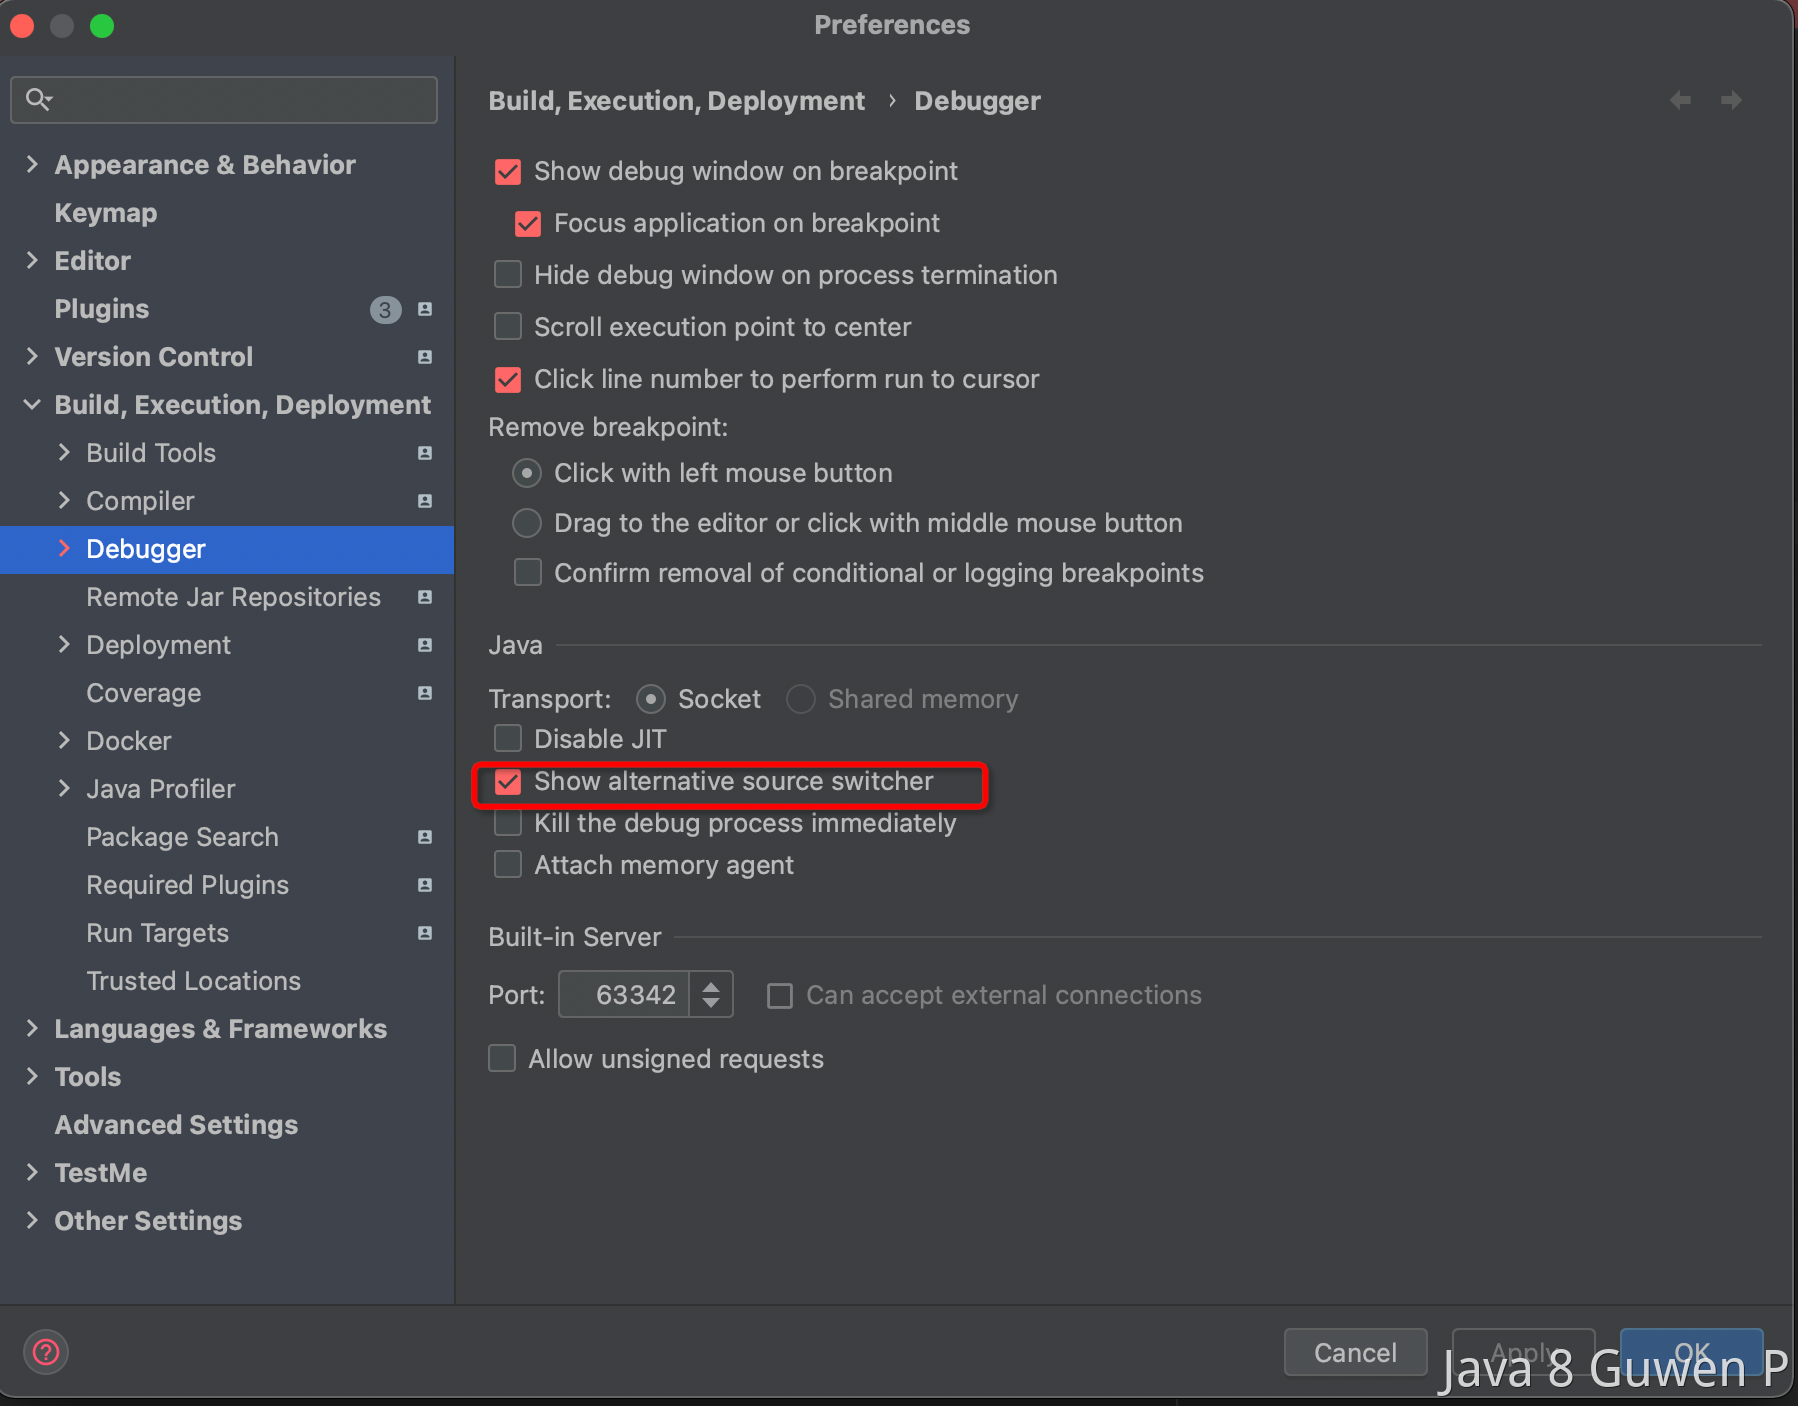 Preferences
Appearance & Behavior
Keymap
Editor
Plugins 3
Version Control
Build, Execution, Deployment
Build Tools
Compiler
Debugger
Remote Jar Repositories
Deployment
Coverage
Docker
Java Profiler
Package Search
Required Plugins
Run Targets
Trusted Locations
Languages & Frameworks
Tools
Advanced Settings
TestMe
Other Settings
Build, Execution, Deployment › Debugger
Show debug window on breakpoint
Focus application on breakpoint
Hide debug window on process termination
Scroll execution point to center
Click line number to perform run to cursor
Remove breakpoint:
Click with left mouse button
Drag to the editor or click with middle mouse button
Confirm removal of conditional or logging breakpoints
Java
Transport: Socket Shared memory
Disable JIT
Show alternative source switcher
Kill the debug process immediately
Attach memory agent
Built-in Server
Port: 63342 Can accept external connections
Allow unsigned requests
? Cancel Apply OK
Java 8 Guwen P